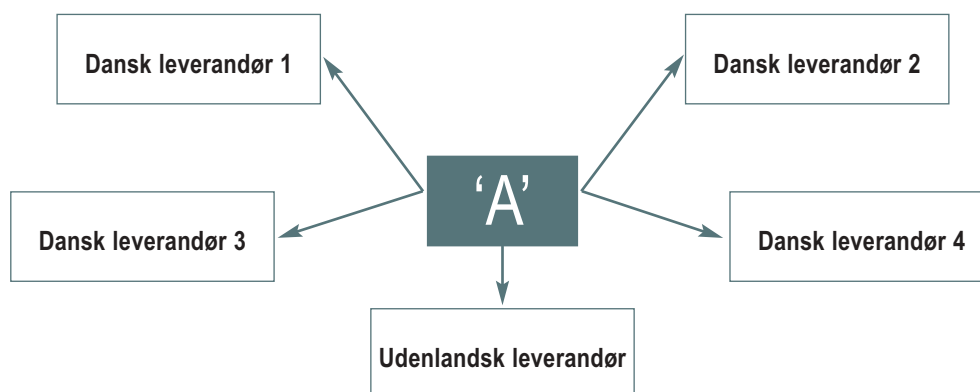 Dansk leverandør 1
Dansk leverandør 2
‘A’
Dansk leverandør 3
Dansk leverandør 4
Udenlandsk leverandør